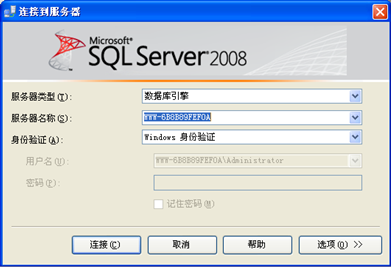 连接到服务器
Microsoft
SQL Server 2008
服务器类型(T): 数据库引擎
服务器名称(S): WWW-6B8B89FEF0A
身份验证(A): Windows 身份验证
用户名(U): WWW-6B8B89FEF0A\Administrator
密码(P):
记住密码(M)
连接(C) 取消 帮助 选项(O) >>